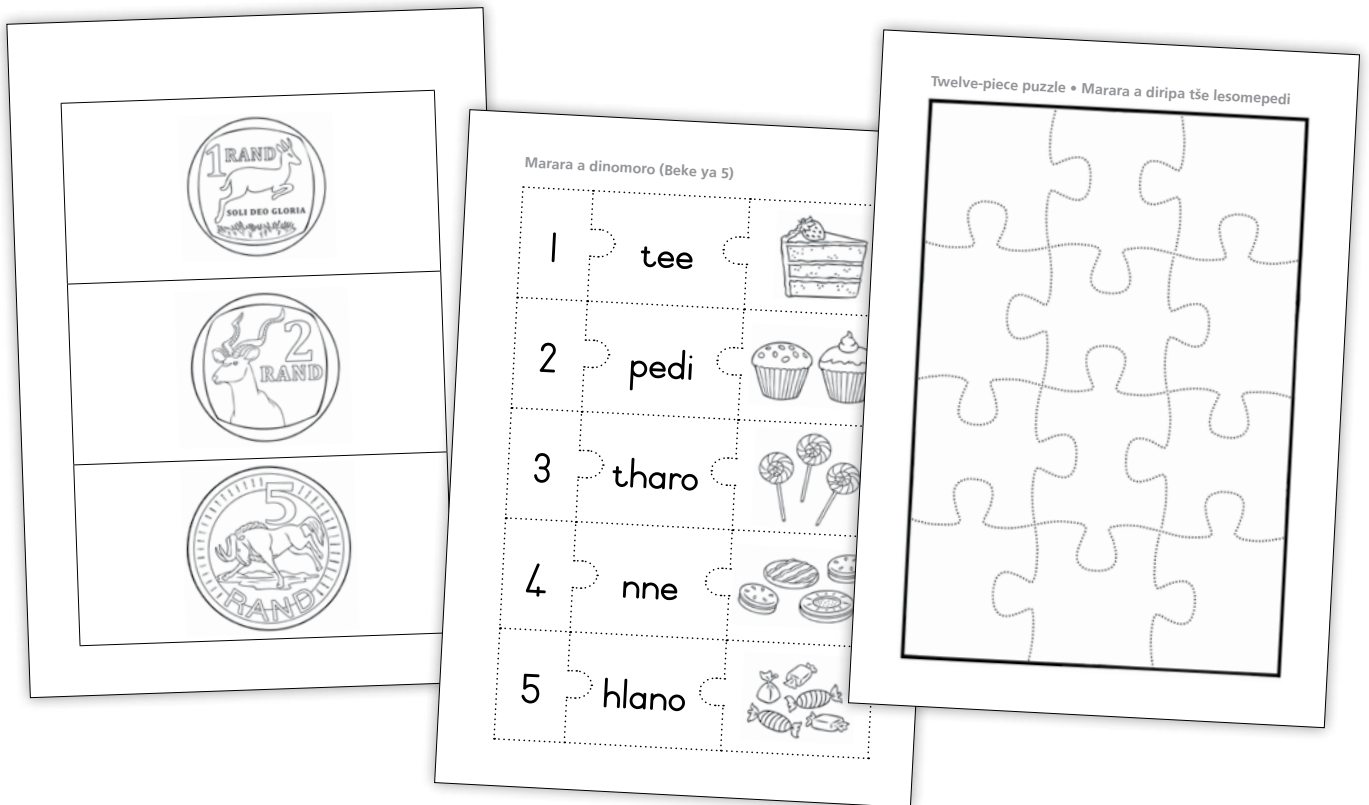 1 RAND
SOLI DEO GLORIA
2
RAND
5
RAND
Marara a dinomoro (Beke ya 5)
1 tee
2 pedi
3 tharo
4 nne
5 hlano
Twelve-piece puzzle • Marara a diripa tše lesomepedi